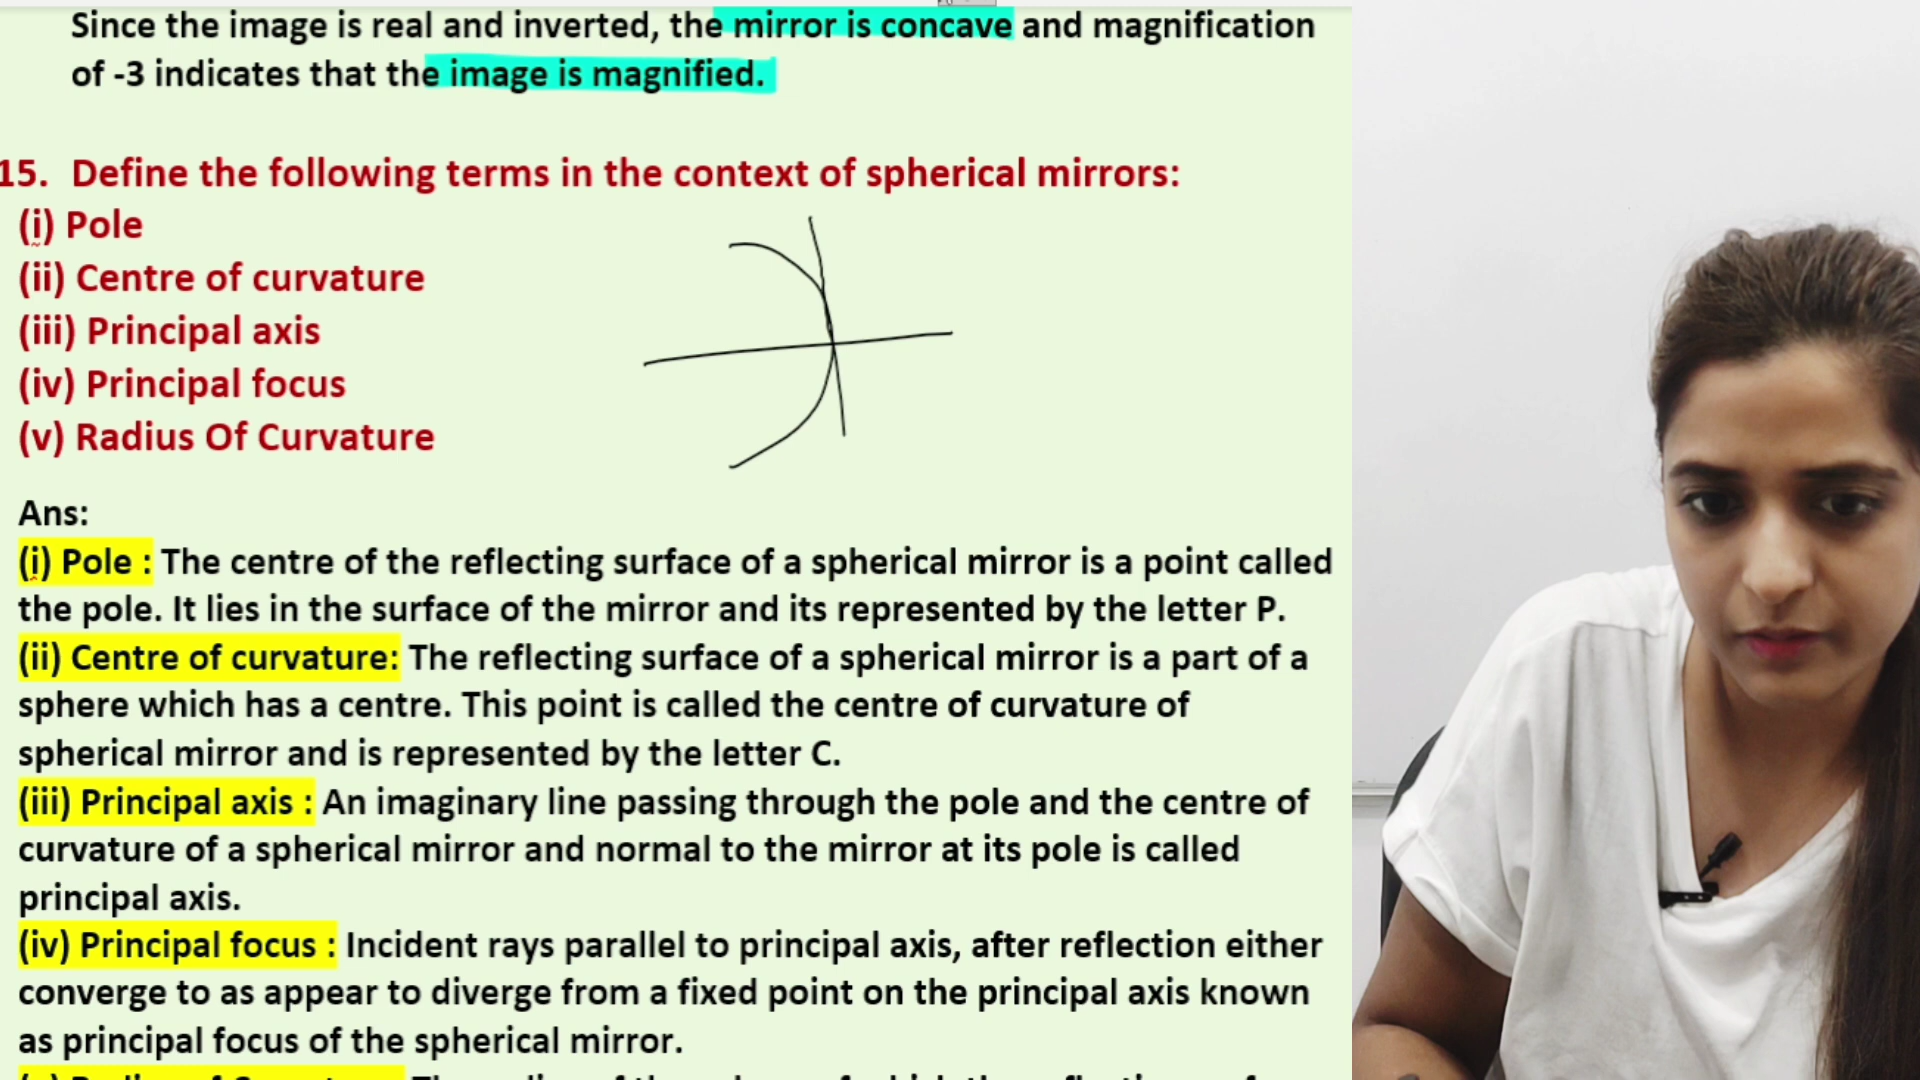 Since the image is real and inverted, the mirror is concave and magnification
of -3 indicates that the image is magnified.
15. Define the following terms in the context of spherical mirrors:
(i) Pole
(ii) Centre of curvature
(iii) Principal axis
(iv) Principal focus
(v) Radius Of Curvature
Ans:
(i) Pole : The centre of the reflecting surface of a spherical mirror is a point called
the pole. It lies in the surface of the mirror and its represented by the letter P.
(ii) Centre of curvature: The reflecting surface of a spherical mirror is a part of a
sphere which has a centre. This point is called the centre of curvature of
spherical mirror and is represented by the letter C.
(iii) Principal axis : An imaginary line passing through the pole and the centre of
curvature of a spherical mirror and normal to the mirror at its pole is called
principal axis.
(iv) Principal focus : Incident rays parallel to principal axis, after reflection either
converge to as appear to diverge from a fixed point on the principal axis known
as principal focus of the spherical mirror.